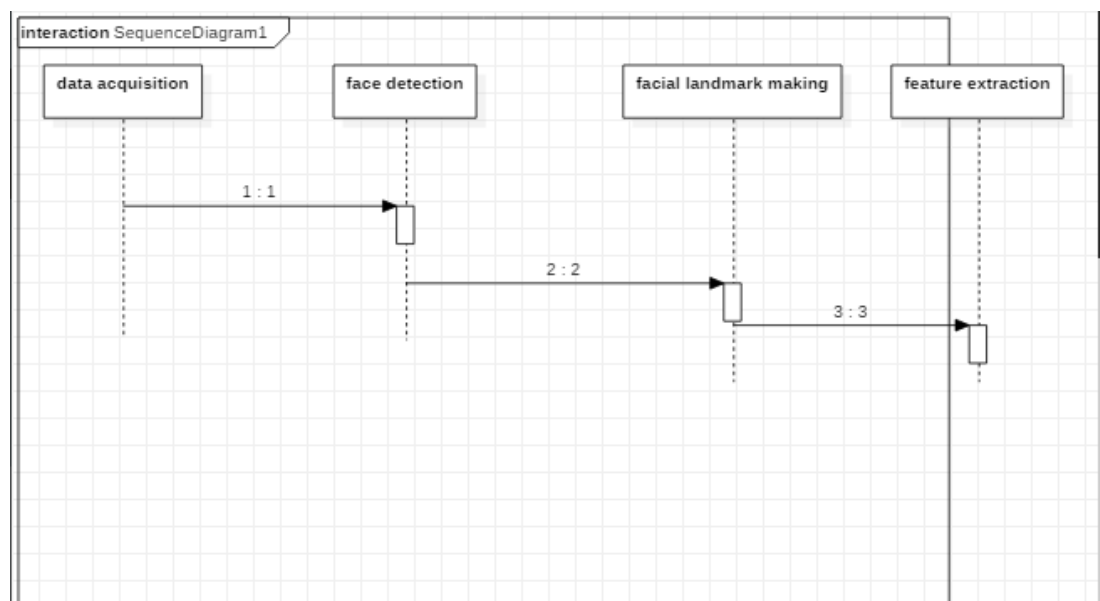 interaction SequenceDiagram1
data acquisition
face detection
facial landmark making
feature extraction
1 : 1
2 : 2
3 : 3